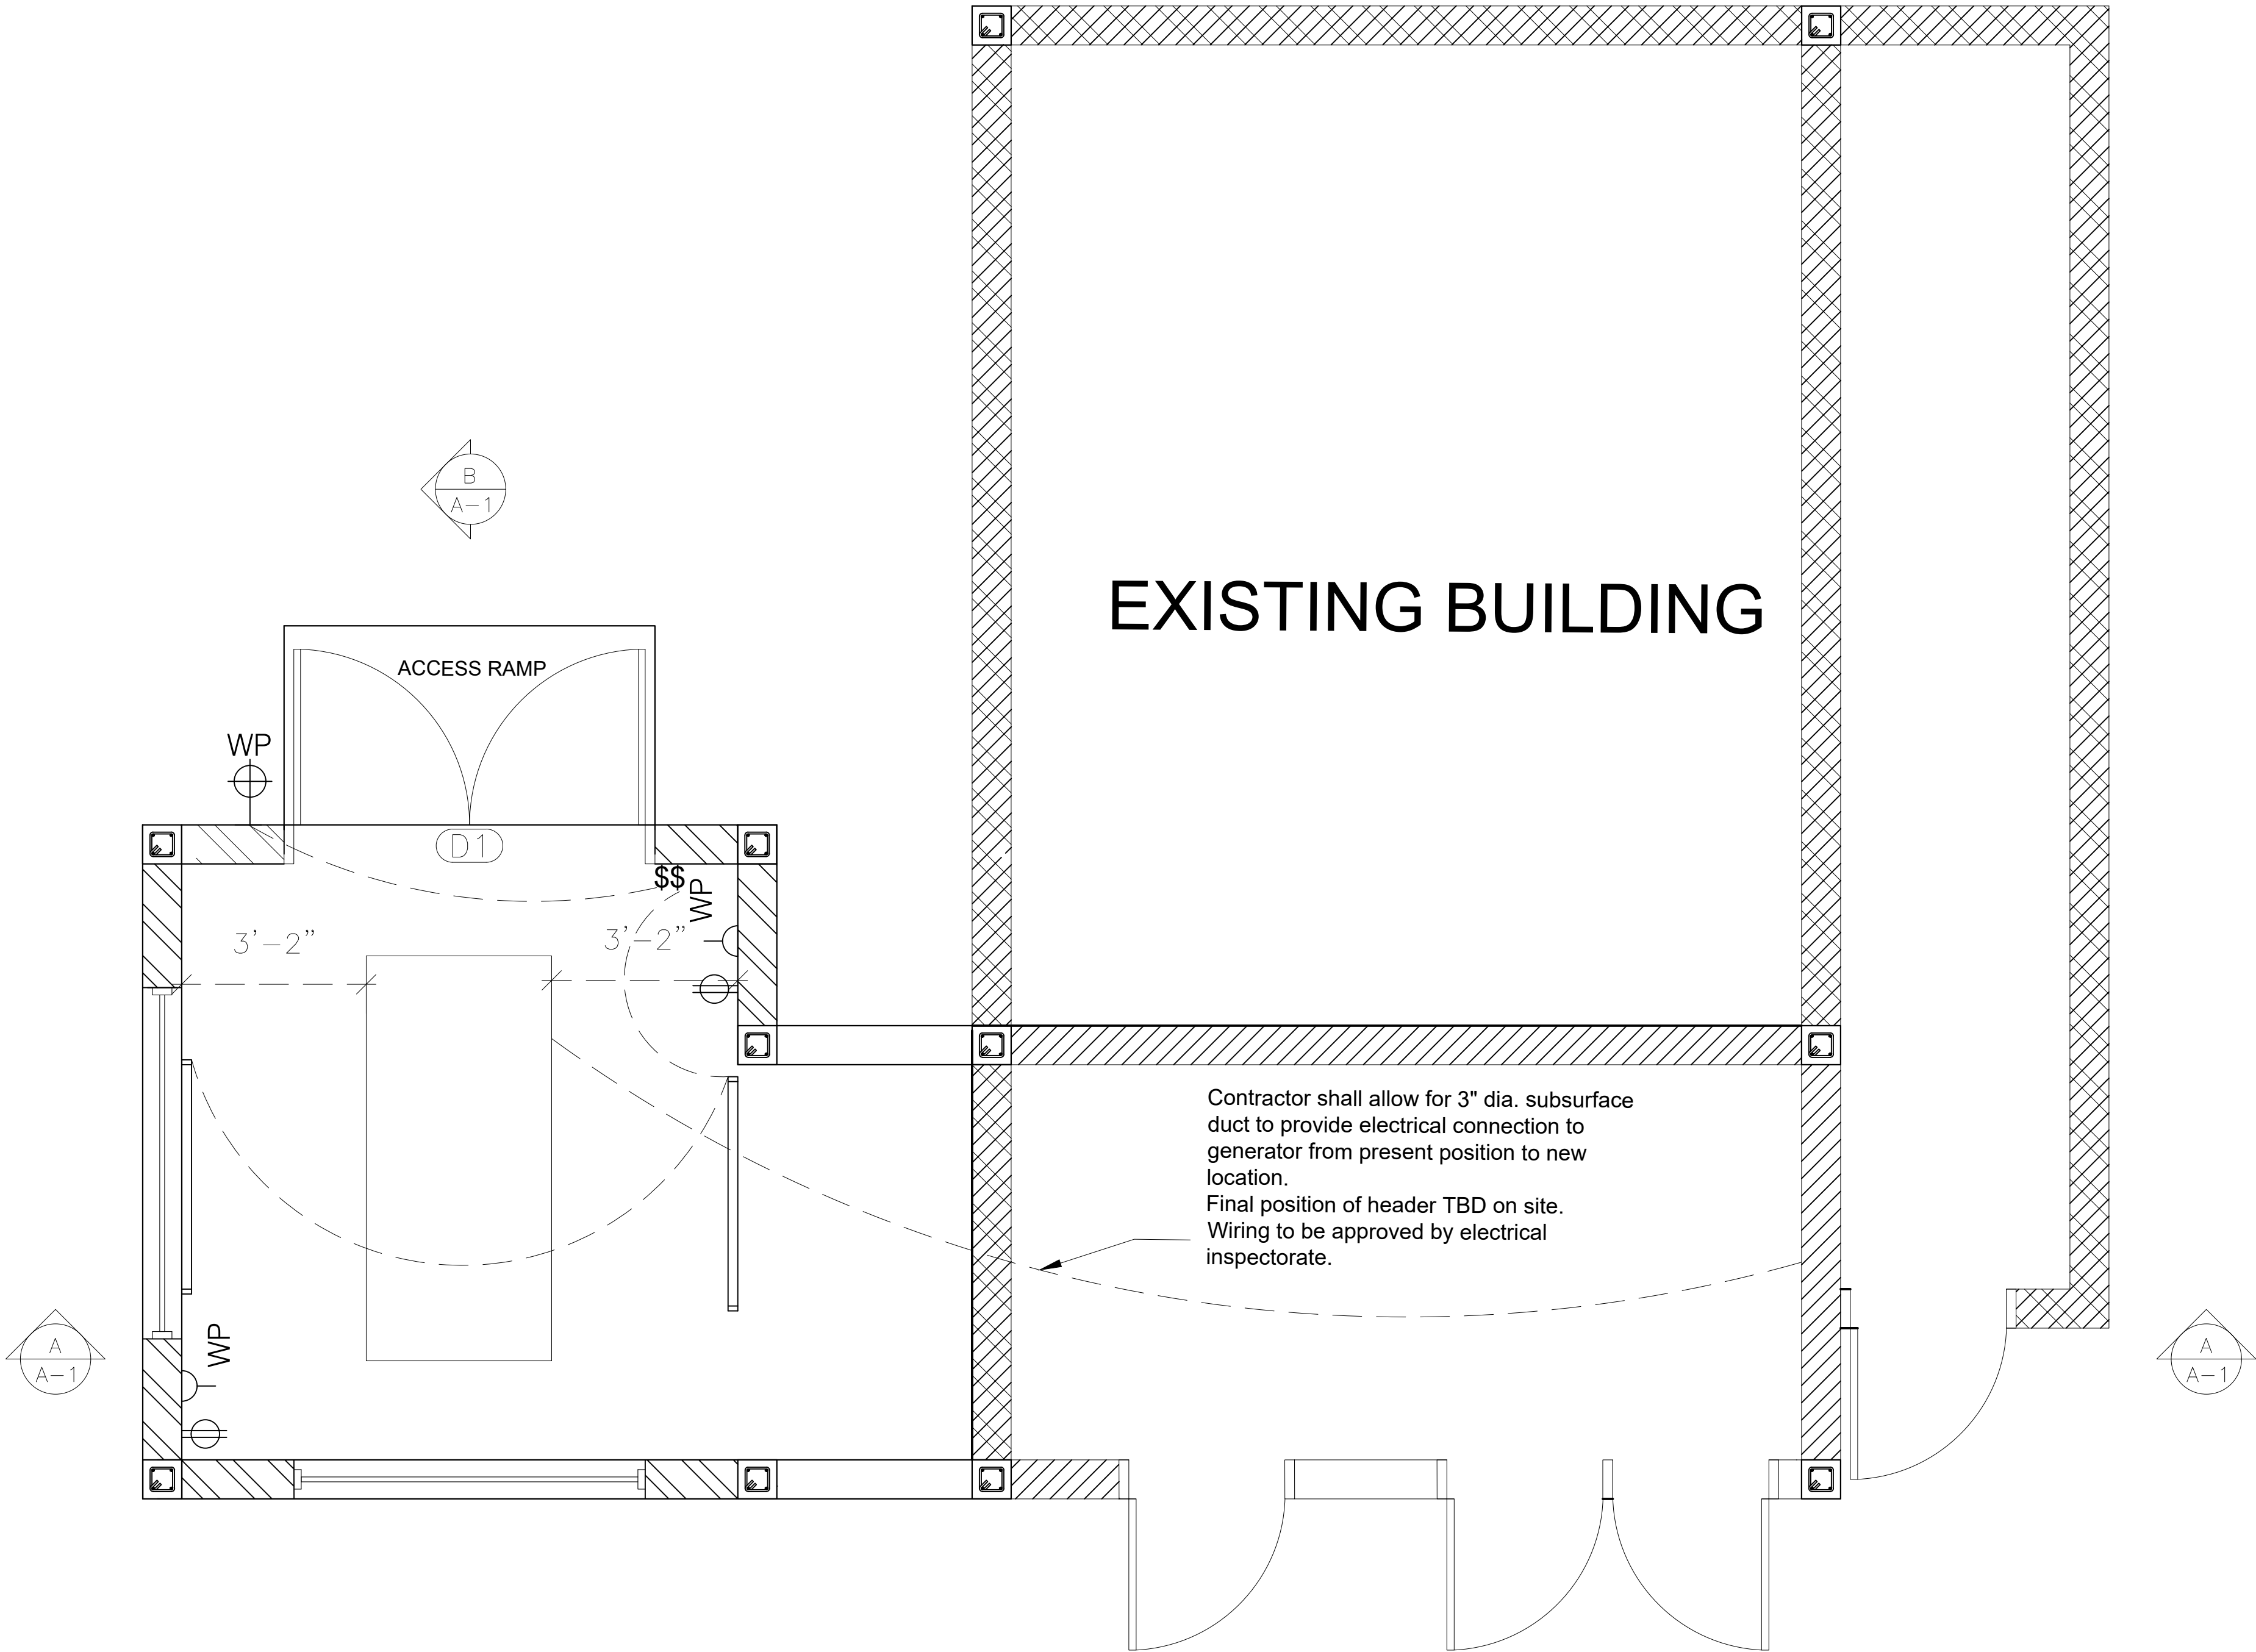 B
A-1
EXISTING BUILDING
ACCESS RAMP
WP
D1
$$
WP
3'-2"
3'-2"
Contractor shall allow for 3" dia. subsurface
duct to provide electrical connection to
generator from present position to new
location.
Final position of header TBD on site.
Wiring to be approved by electrical
inspectorate.
WP
A
A-1
A
A-1